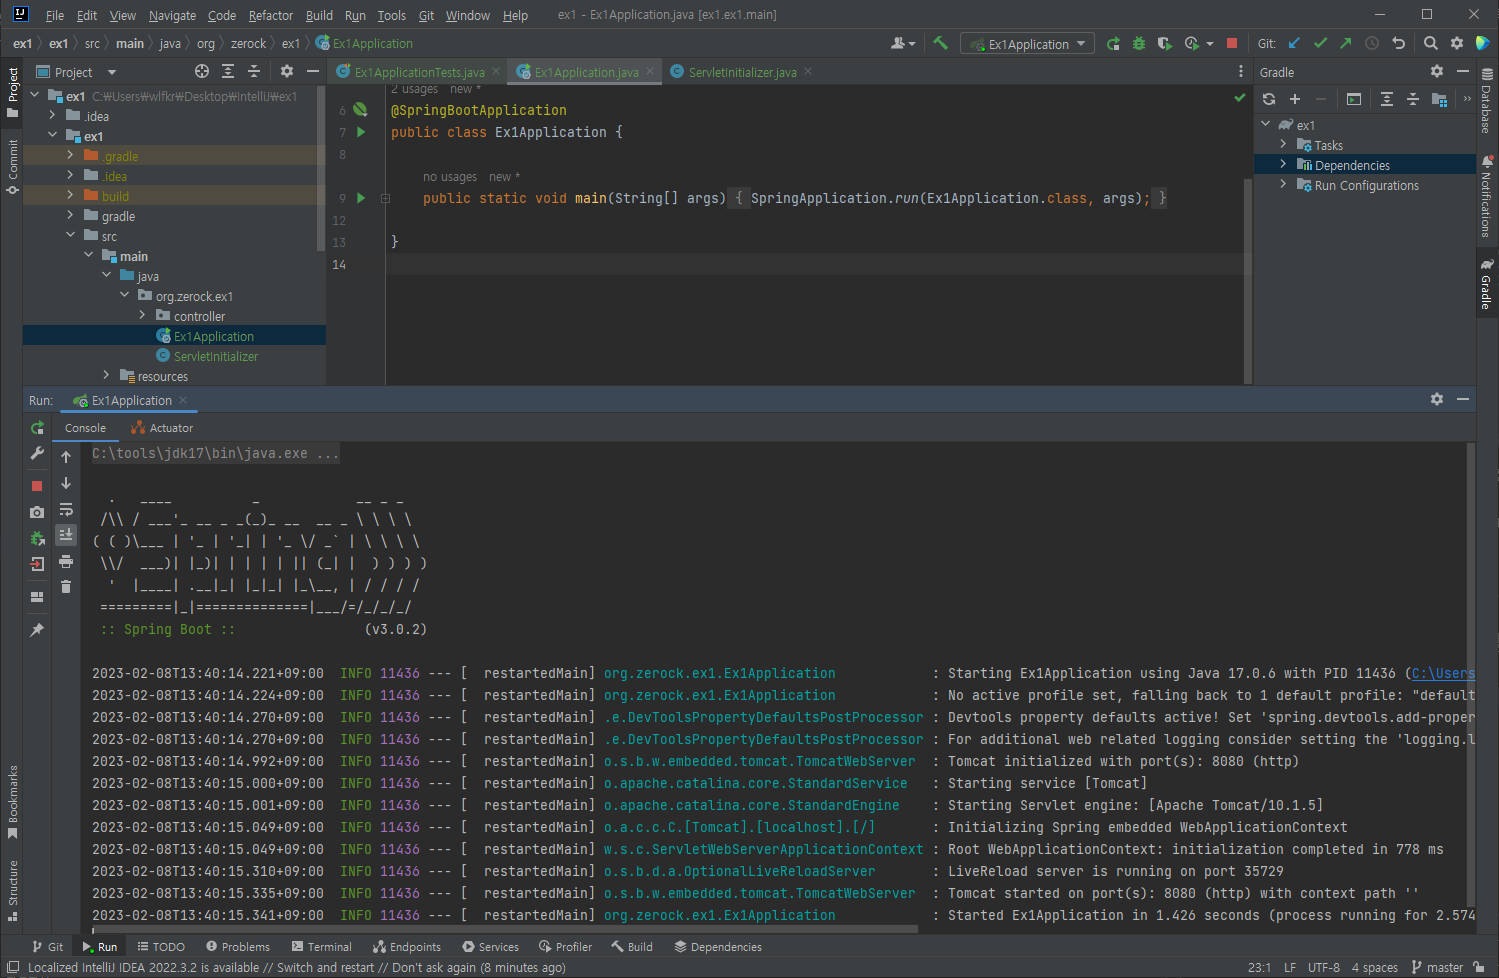 File Edit View Navigate Code Refactor Build Run Tools Git Window Help ex1 - Ex1Application.java [ex1.ex1.main]
ex1 ex1 src main java org zerock ex1 Ex1Application
Ex1Application
Git:
Project
Ex1ApplicationTests.java
Ex1Application.java
ServletInitializer.java
Gradle
Project
Commit
ex1 C:₩Users₩wlfkr₩Desktop₩IntelliJ₩ex1
.idea
ex1
.gradle
.idea
build
gradle
src
main
java
org.zerock.ex1
controller
Ex1Application
ServletInitializer
resources
2 usages new *
6 @SpringBootApplication
7 public class Ex1Application {
8
no usages new *
9 public static void main(String[] args) { SpringApplication.run(Ex1Application.class, args); }
12
13 }
14
ex1
Tasks
Dependencies
Run Configurations
Database
Notifications
Gradle
Run: Ex1Application
Console Actuator
C:\tools\jdk17\bin\java.exe ...
  .   ____          _            __ _ _
 /\\ / ___'_ __ _ _(_)_ __  __ _ \ \ \ \
( ( )\___ | '_ | '_| | '_ \/ _` | \ \ \ \
 \\/  ___)| |_)| | | | | || (_| |  ) ) ) )
  '  |____| .__|_| |_|_| |_\__, | / / / /
 =========|_|==============|___/=/_/_/_/
 :: Spring Boot ::                (v3.0.2)
2023-02-08T13:40:14.221+09:00 INFO 11436 --- [ restartedMain] org.zerock.ex1.Ex1Application : Starting Ex1Application using Java 17.0.6 with PID 11436 (C:\Users
2023-02-08T13:40:14.224+09:00 INFO 11436 --- [ restartedMain] org.zerock.ex1.Ex1Application : No active profile set, falling back to 1 default profile: "default
2023-02-08T13:40:14.270+09:00 INFO 11436 --- [ restartedMain] .e.DevToolsPropertyDefaultsPostProcessor : Devtools property defaults active! Set 'spring.devtools.add-proper
2023-02-08T13:40:14.270+09:00 INFO 11436 --- [ restartedMain] .e.DevToolsPropertyDefaultsPostProcessor : For additional web related logging consider setting the 'logging.l
2023-02-08T13:40:14.992+09:00 INFO 11436 --- [ restartedMain] o.s.b.w.embedded.tomcat.TomcatWebServer : Tomcat initialized with port(s): 8080 (http)
2023-02-08T13:40:15.000+09:00 INFO 11436 --- [ restartedMain] o.apache.catalina.core.StandardService : Starting service [Tomcat]
2023-02-08T13:40:15.001+09:00 INFO 11436 --- [ restartedMain] o.apache.catalina.core.StandardEngine : Starting Servlet engine: [Apache Tomcat/10.1.5]
2023-02-08T13:40:15.049+09:00 INFO 11436 --- [ restartedMain] o.a.c.c.C.[Tomcat].[localhost].[/] : Initializing Spring embedded WebApplicationContext
2023-02-08T13:40:15.049+09:00 INFO 11436 --- [ restartedMain] w.s.c.ServletWebServerApplicationContext : Root WebApplicationContext: initialization completed in 778 ms
2023-02-08T13:40:15.310+09:00 INFO 11436 --- [ restartedMain] o.s.b.d.a.OptionalLiveReloadServer : LiveReload server is running on port 35729
2023-02-08T13:40:15.335+09:00 INFO 11436 --- [ restartedMain] o.s.b.w.embedded.tomcat.TomcatWebServer : Tomcat started on port(s): 8080 (http) with context path ''
2023-02-08T13:40:15.341+09:00 INFO 11436 --- [ restartedMain] org.zerock.ex1.Ex1Application : Started Ex1Application in 1.426 seconds (process running for 2.574
Bookmarks
Structure
Git Run TODO Problems Terminal Endpoints Services Profiler Build Dependencies
Localized IntelliJ IDEA 2022.3.2 is available // Switch and restart // Don't ask again (8 minutes ago)
23:1 LF UTF-8 4 spaces master